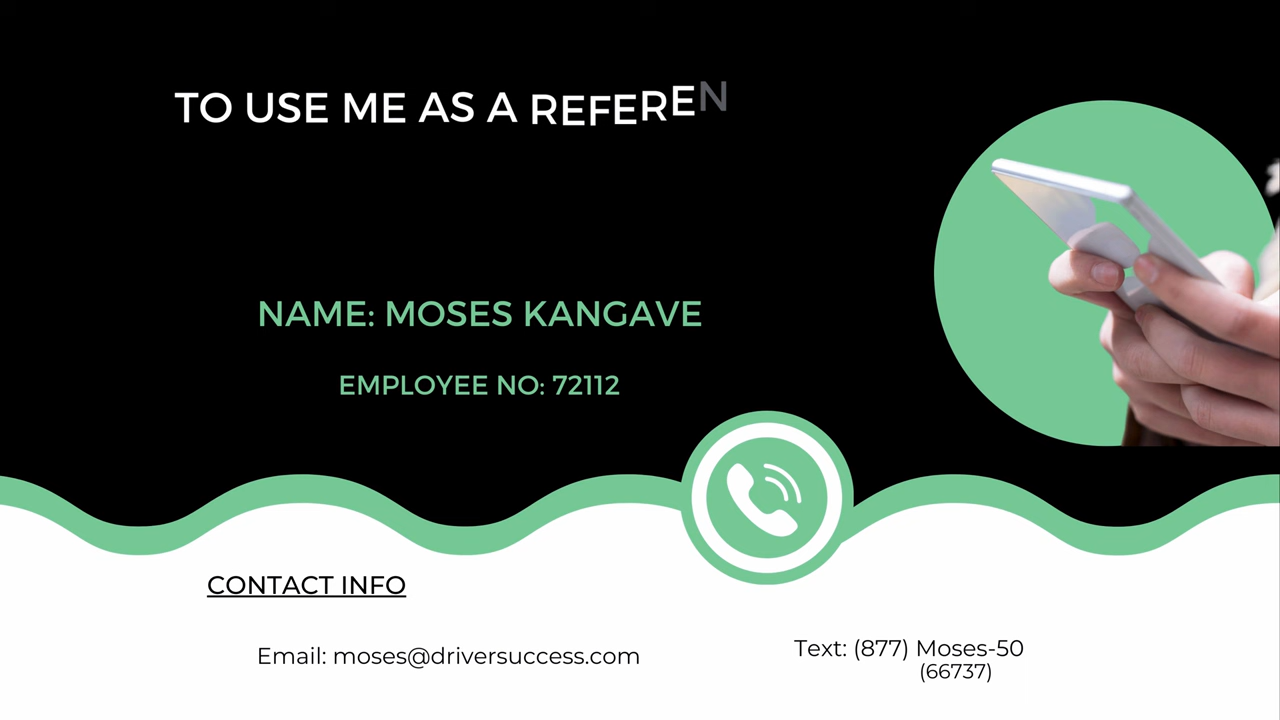 TO USE ME AS A REFEREN
NAME: MOSES KANGAVE
EMPLOYEE NO: 72112
CONTACT INFO
Email: moses@driversuccess.com
Text: (877) Moses-50
(66737)